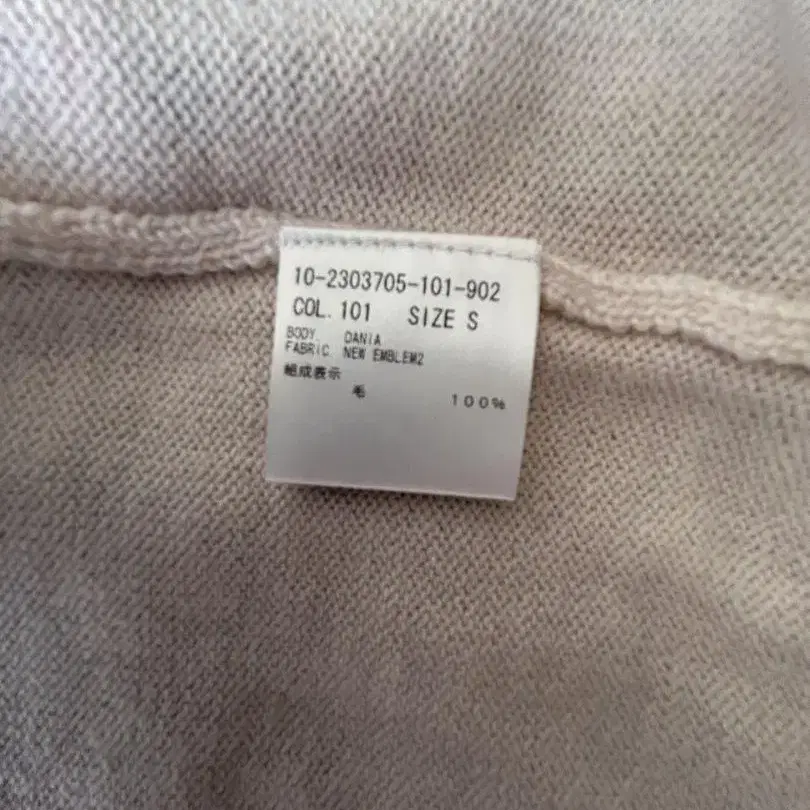 10-2303705-101-902
COL. 101 SIZE S
BODY. DANIA
FABRIC NEW EMBLEM2
組成表示
毛 100%